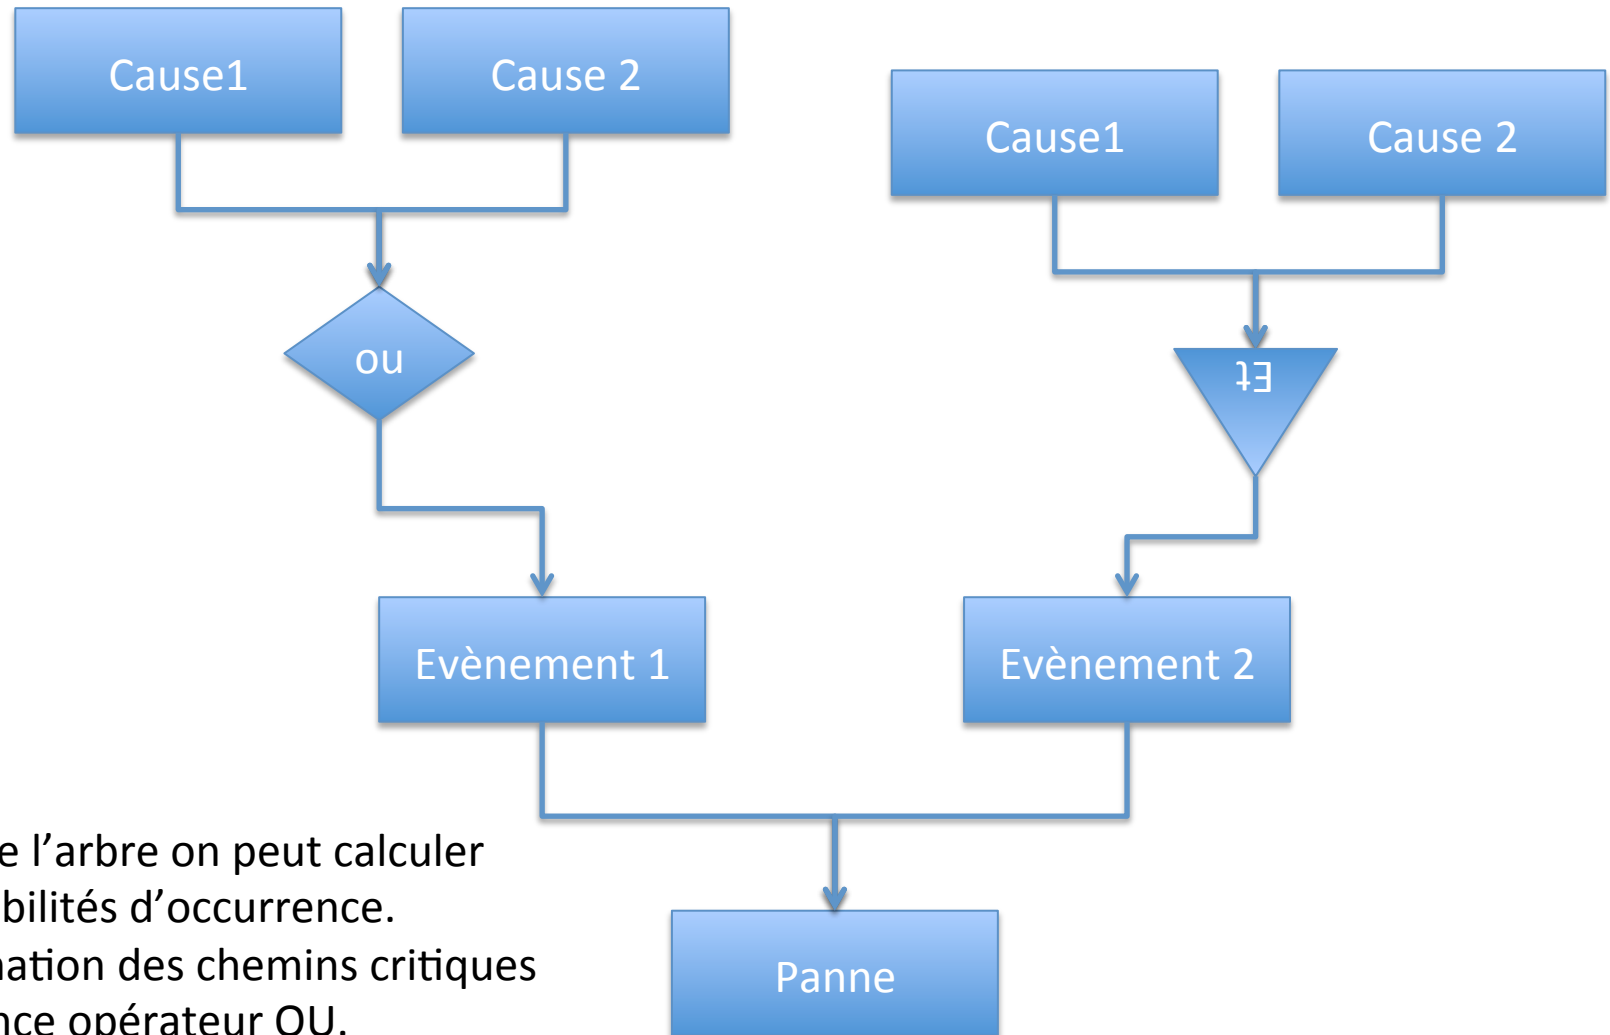 Cause1
Cause 2
Cause1
Cause 2
ou
Et
Evènement 1
Evènement 2
e l’arbre on peut calculer
bilités d’occurrence.
ation des chemins critiques
nce opérateur OU.
Panne